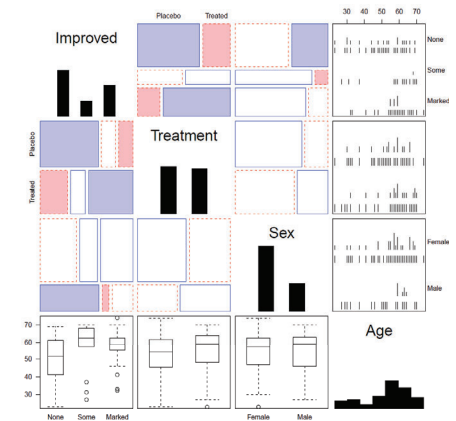 Placebo Treated
30 40 50 60 70
Improved
None
Some
Marked
Placebo
Treatment
Treated
Sex
Female
Male
Age
70
60
50
40
30
None Some Marked
Female Male